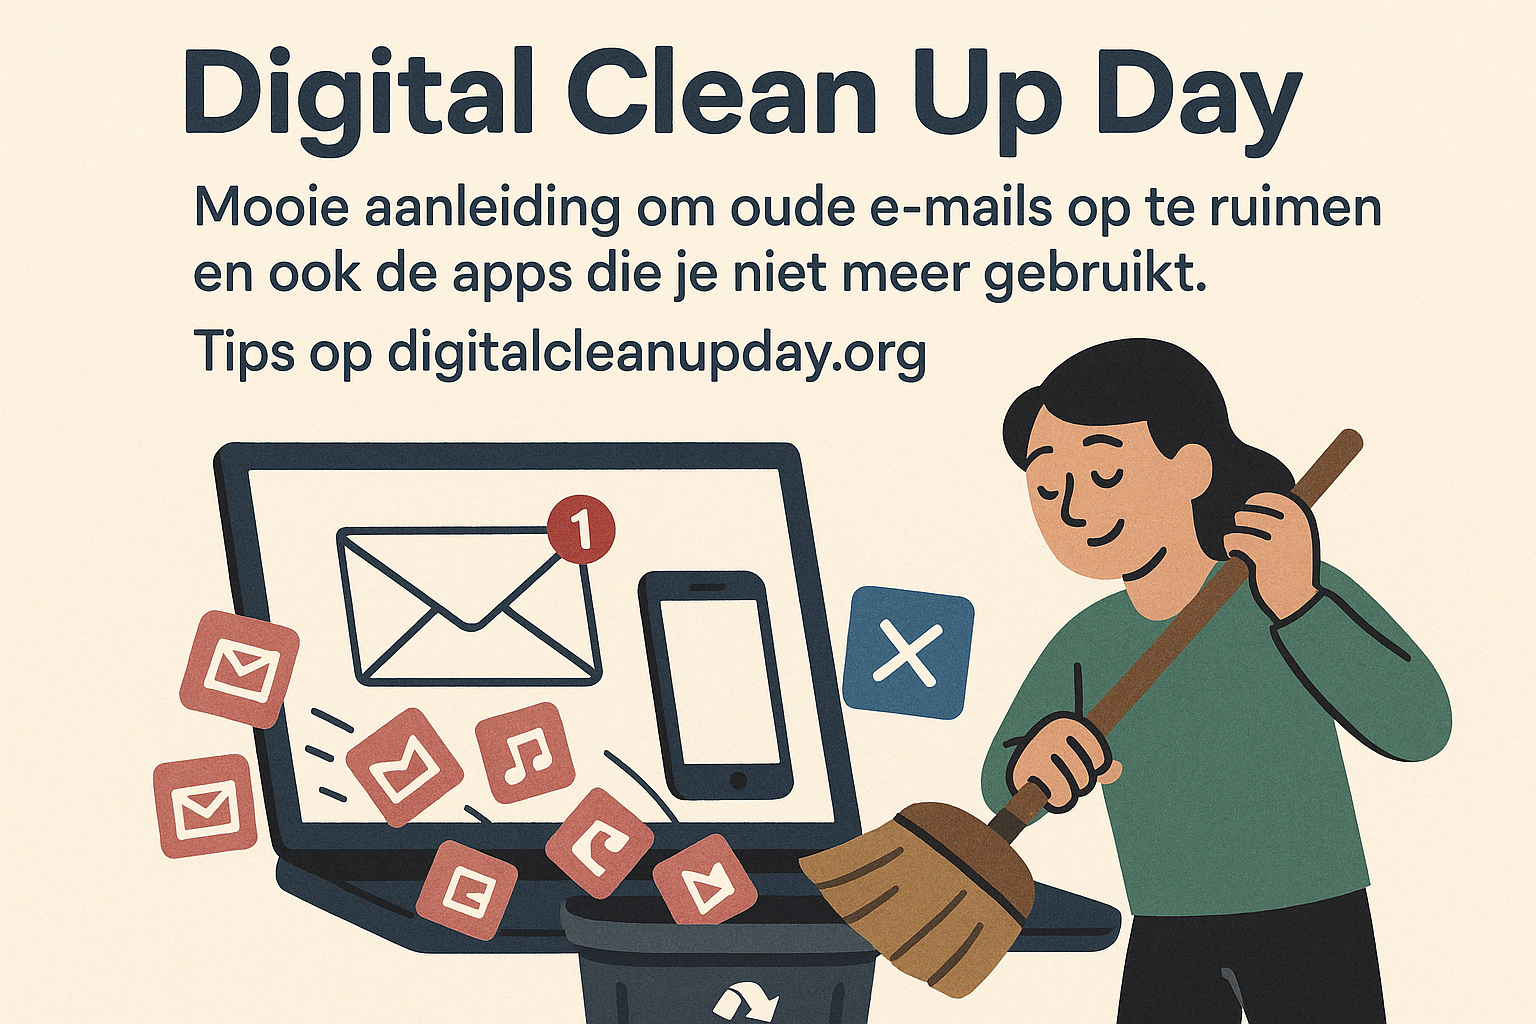 Digital Clean Up Day
Mooie aanleiding om oude e-mails op te ruimen
en ook de apps die je niet meer gebruikt.
Tips op digitalcleanupday.org
1